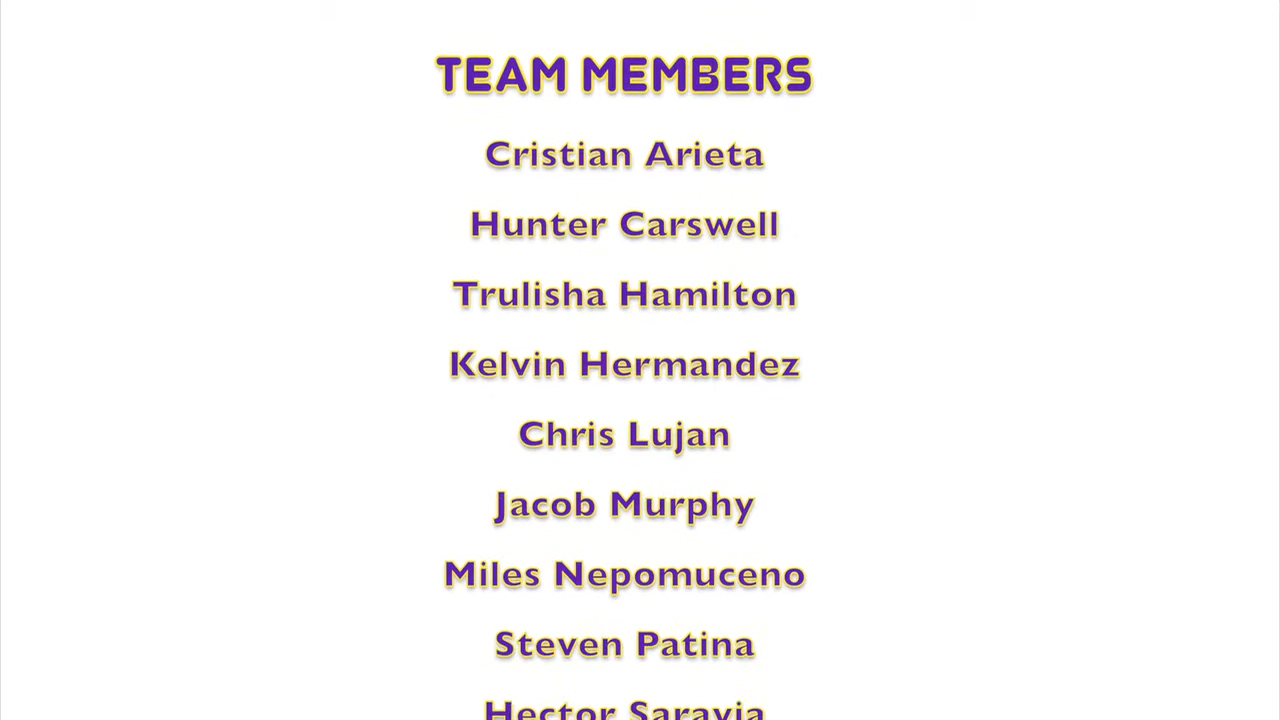 TEAM MEMBERS
Cristian Arieta
Hunter Carswell
Trulisha Hamilton
Kelvin Hermandez
Chris Lujan
Jacob Murphy
Miles Nepomuceno
Steven Patina
Hector Saravia